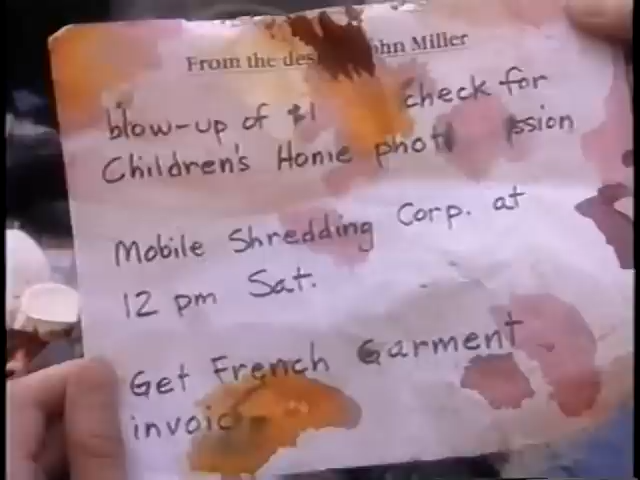 From the des ohn Miller
blow-up of $1 check for
Children's Home phot ssion
Mobile Shredding Corp. at
12 pm Sat.
Get French Garment
invoic